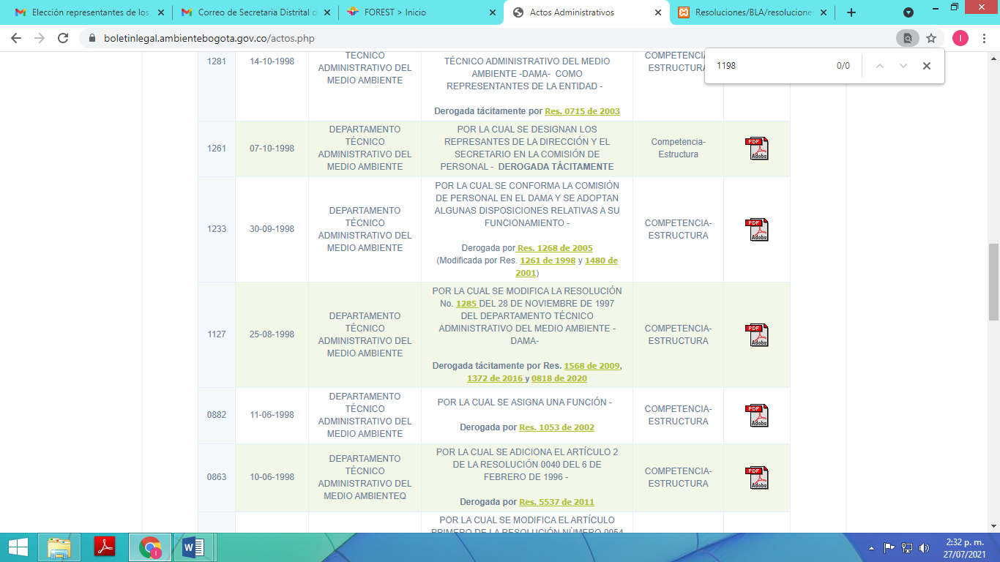 Elección representantes de los
Correo de Secretaria Distrital d
FOREST > Inicio
Actos Administrativos
Resoluciones/BLA/resoluciones
boletinlegal.ambientebogota.gov.co/actos.php
I
1198
0/0
1281
14-10-1998
TÉCNICO
ADMINISTRATIVO DEL
MEDIO AMBIENTE
TÉCNICO ADMINISTRATIVO DEL MEDIO
AMBIENTE -DAMA- COMO
REPRESENTANTES DE LA ENTIDAD -
Derogada tácitamente por Res. 0715 de 2003
COMPETENCIA
ESTRUCTURA
1261
07-10-1998
DEPARTAMENTO
TÉCNICO
ADMINISTRATIVO DEL
MEDIO AMBIENTE
POR LA CUAL SE DESIGNAN LOS
REPRESANTES DE LA DIRECCIÓN Y EL
SECRETARIO EN LA COMISIÓN DE
PERSONAL - DEROGADA TÁCITAMENTE
Competencia-
Estructura
PDF
Adobe
1233
30-09-1998
DEPARTAMENTO
TÉCNICO
ADMINISTRATIVO DEL
MEDIO AMBIENTE
POR LA CUAL SE CONFORMA LA COMISIÓN
DE PERSONAL EN EL DAMA Y SE ADOPTAN
ALGUNAS DISPOSICIONES RELATIVAS A SU
FUNCIONAMIENTO -
Derogada por Res. 1268 de 2005
(Modificada por Res. 1261 de 1998 y 1480 de
2001)
COMPETENCIA-
ESTRUCTURA
PDF
Adobe
1127
25-08-1998
DEPARTAMENTO
TÉCNICO
ADMINISTRATIVO DEL
MEDIO AMBIENTE
POR LA CUAL SE MODIFICA LA RESOLUCIÓN
No. 1285 DEL 28 DE NOVIEMBRE DE 1997
DEL DEPARTAMENTO TÉCNICO
ADMINISTRATIVO DEL MEDIO AMBIENTE -
DAMA-
Derogada tácitamente por Res. 1568 de 2009,
1372 de 2016 y 0818 de 2020
COMPETENCIA-
ESTRUCTURA
PDF
Adobe
0882
11-06-1998
DEPARTAMENTO
TÉCNICO
ADMINISTRATIVO DEL
MEDIO AMBIENTE
POR LA CUAL SE ASIGNA UNA FUNCIÓN -
Derogada por Res. 1053 de 2002
COMPETENCIA-
ESTRUCTURA
PDF
Adobe
0863
10-06-1998
DEPARTAMENTO
TÉCNICO
ADMINISTRATIVO DEL
MEDIO AMBIENTEQ
POR LA CUAL SE ADICIONA EL ARTÍCULO 2
DE LA RESOLUCIÓN 0040 DEL 6 DE
FEBRERO DE 1996 -
Derogada por Res. 5537 de 2011
COMPETENCIA-
ESTRUCTURA
PDF
Adobe
POR LA CUAL SE MODIFICA EL ARTÍCULO
PRIMERO DE LA RESOLUCIÓN NÙMERO 0054
2:32 p. m.
27/07/2021